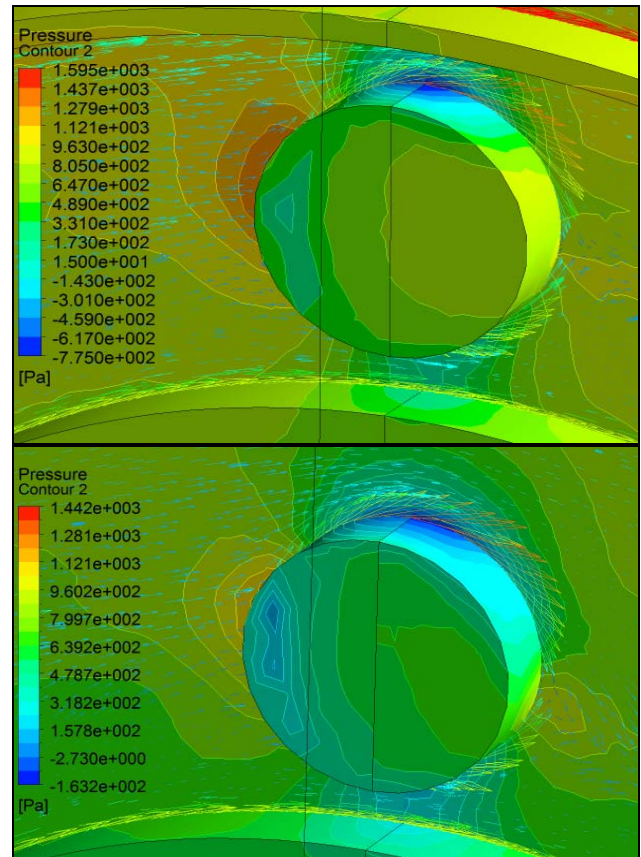 Pressure
Contour 2
1.595e+003
1.437e+003
1.279e+003
1.121e+003
9.630e+002
8.050e+002
6.470e+002
4.890e+002
3.310e+002
1.730e+002
1.500e+001
-1.430e+002
-3.010e+002
-4.590e+002
-6.170e+002
-7.750e+002
[Pa]
Pressure
Contour 2
1.442e+003
1.281e+003
1.121e+003
9.602e+002
7.997e+002
6.392e+002
4.787e+002
3.182e+002
1.578e+002
-2.730e+000
-1.632e+002
[Pa]